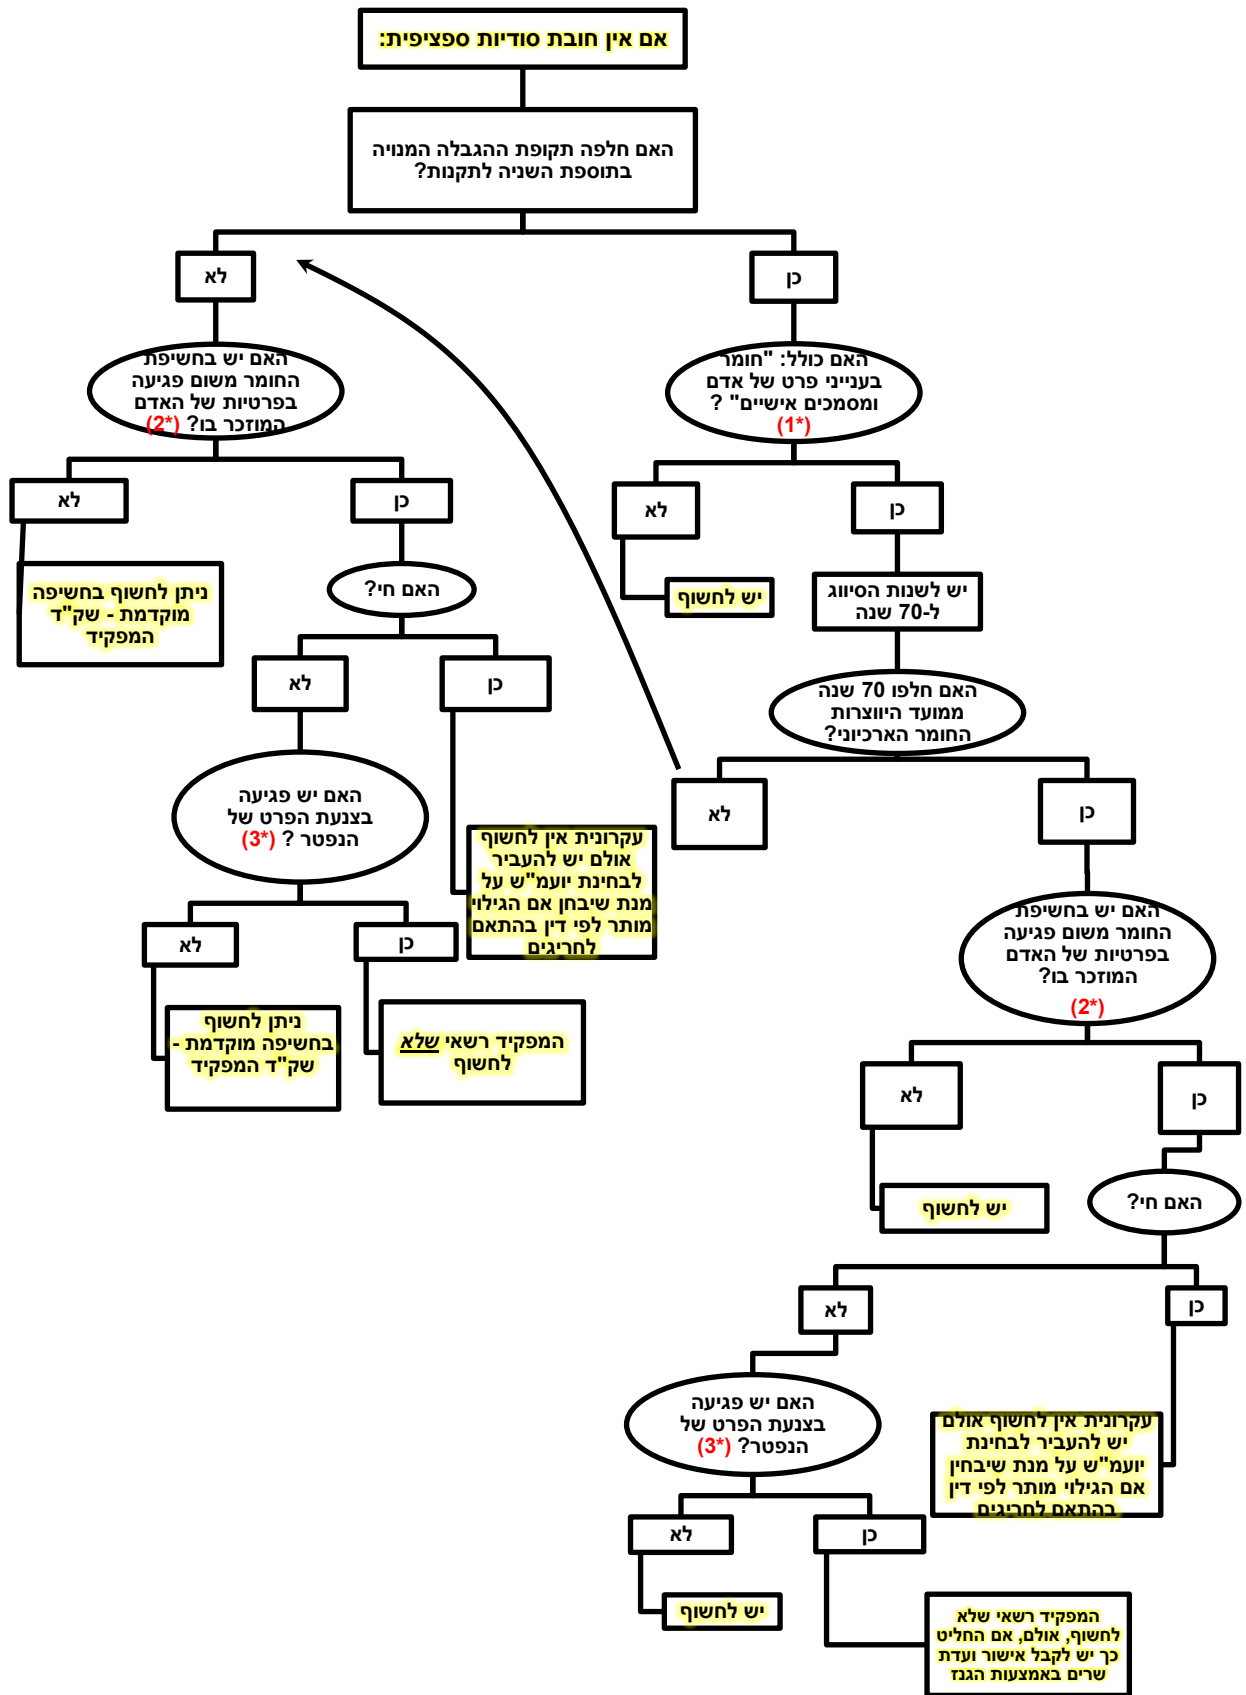 אם אין חובת סודיות ספציפית:
האם חלפה תקופת ההגבלה המנויה
בתוספת השניה לתקנות?
כן
לא
האם כולל: "חומר
בענייני פרט של אדם
ומסמכים אישיים" ?
(*1)
האם יש בחשיפת
החומר משום פגיעה
בפרטיות של האדם
המוזכר בו? (*2)
כן
לא
כן
לא
יש לשנות הסיווג
ל-70 שנה
יש לחשוף
האם חי?
ניתן לחשוף בחשיפה
מוקדמת - שק"ד
המפקיד
האם חלפו 70 שנה
ממועד היווצרות
החומר הארכיוני?
כן
לא
כן
לא
האם יש פגיעה
בצנעת הפרט של
הנפטר ? (*3)
עקרונית אין לחשוף
אולם יש להעביר
לבחינת יועמ"ש על
מנת שיבחן אם הגילוי
מותר לפי דין בהתאם
לחריגים
האם יש בחשיפת
החומר משום פגיעה
בפרטיות של האדם
המוזכר בו?
(*2)
כן
לא
המפקיד רשאי שלא
לחשוף
ניתן לחשוף
בחשיפה מוקדמת -
שק"ד המפקיד
כן
לא
האם חי?
יש לחשוף
כן
לא
האם יש פגיעה
בצנעת הפרט של
הנפטר? (*3)
עקרונית אין לחשוף אולם
יש להעביר לבחינת
יועמ"ש על מנת שיבחין
אם הגילוי מותר לפי דין
בהתאם לחריגים
כן
לא
יש לחשוף
המפקיד רשאי שלא
לחשוף, אולם, אם החליט
כך יש לקבל אישור ועדת
שרים באמצעות הגנז